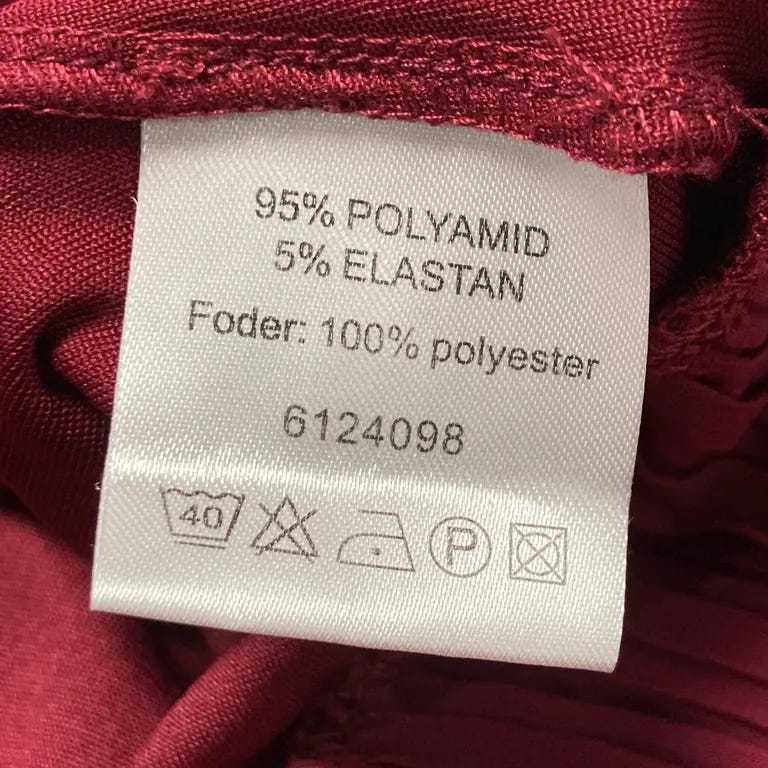 95% POLYAMID
5% ELASTAN
Foder: 100% polyester
6124098
40 P